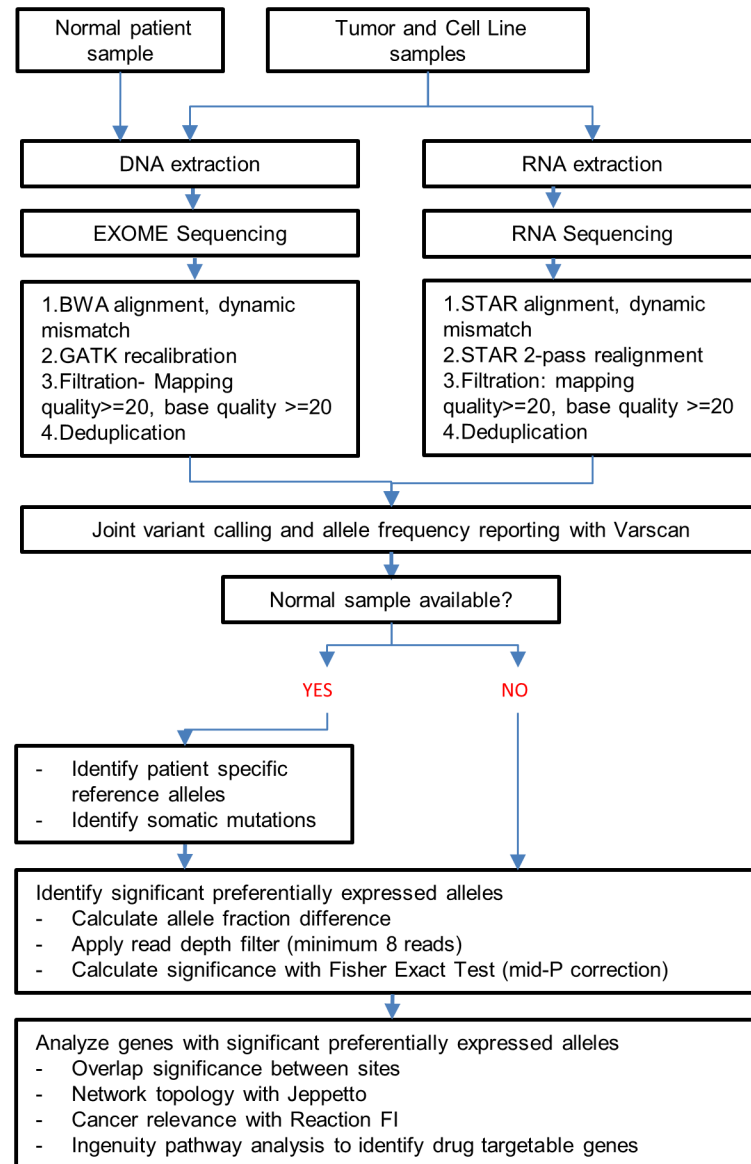 Normal patient
sample
Tumor and Cell Line
samples
DNA extraction
RNA extraction
EXOME Sequencing
RNA Sequencing
1.BWA alignment, dynamic
mismatch
2.GATK recalibration
3.Filtration- Mapping
quality>=20, base quality >=20
4.Deduplication
1.STAR alignment, dynamic
mismatch
2.STAR 2-pass realignment
3.Filtration: mapping
quality>=20, base quality >=20
4.Deduplication
Joint variant calling and allele frequency reporting with Varscan
Normal sample available?
YES
NO
- Identify patient specific
reference alleles
- Identify somatic mutations
Identify significant preferentially expressed alleles
- Calculate allele fraction difference
- Apply read depth filter (minimum 8 reads)
- Calculate significance with Fisher Exact Test (mid-P correction)
Analyze genes with significant preferentially expressed alleles
- Overlap significance between sites
- Network topology with Jeppetto
- Cancer relevance with Reaction FI
- Ingenuity pathway analysis to identify drug targetable genes